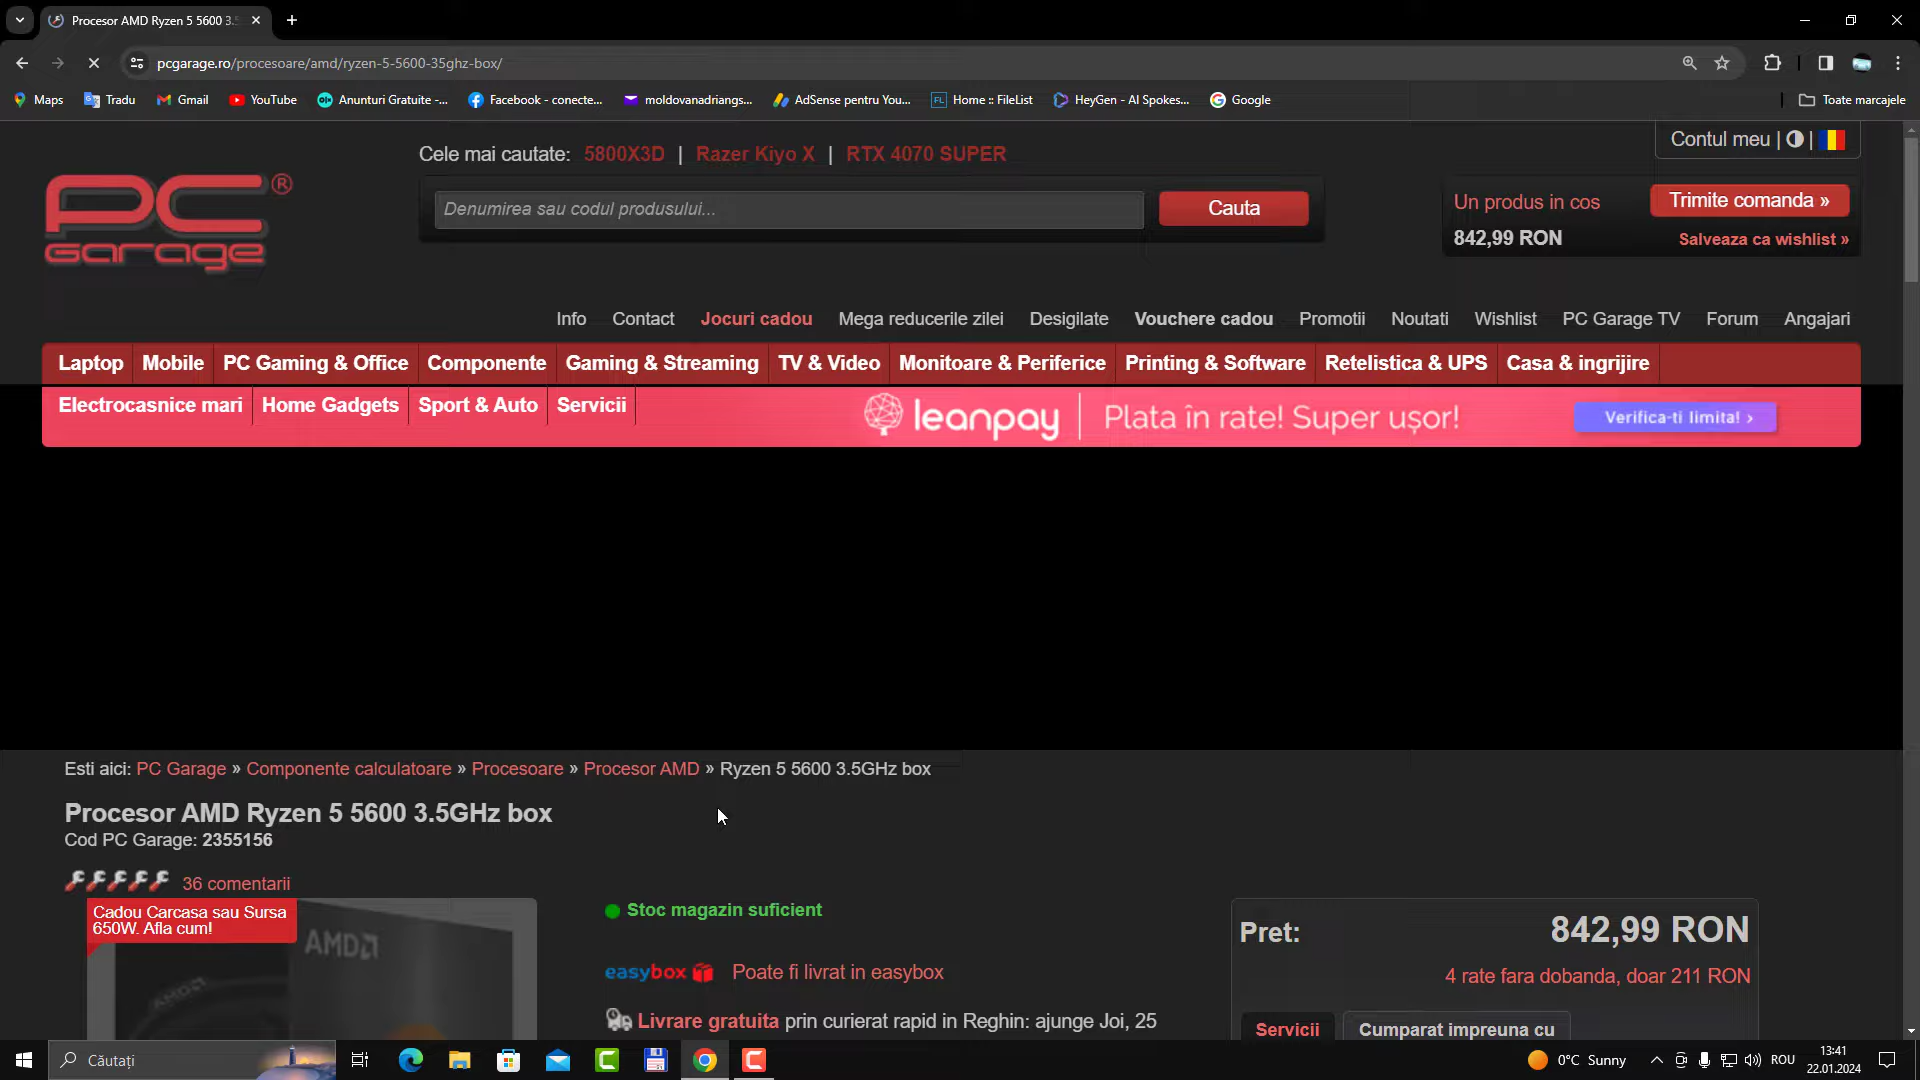 Procesor AMD Ryzen 5 5600 3.5
pcgarage.ro/procesoare/amd/ryzen-5-5600-35ghz-box/
Maps
Tradu
Gmail
YouTube
Anunturi Gratuite -...
Facebook - conecte...
moldovanadriangs...
AdSense pentru You...
FL Home :: FileList
HeyGen - AI Spokes...
Google
Toate marcajele
Cele mai cautate: 5800X3D | Razer Kiyo X | RTX 4070 SUPER
Contul meu | |
PC Garage ®
Denumirea sau codul produsului...
Cauta
Un produs in cos
Trimite comanda »
842,99 RON
Salveaza ca wishlist »
Info Contact Jocuri cadou Mega reducerile zilei Desigilate Vouchere cadou Promotii Noutati Wishlist PC Garage TV Forum Angajari
Laptop Mobile PC Gaming & Office Componente Gaming & Streaming TV & Video Monitoare & Periferice Printing & Software Retelistica & UPS Casa & ingrijire
Electrocasnice mari Home Gadgets Sport & Auto Servicii
leanpay | Plata în rate! Super ușor!
Verifica-ti limita! ›
Esti aici: PC Garage » Componente calculatoare » Procesoare » Procesor AMD » Ryzen 5 5600 3.5GHz box
Procesor AMD Ryzen 5 5600 3.5GHz box
Cod PC Garage: 2355156
36 comentarii
Cadou Carcasa sau Sursa
650W. Afla cum!
AMD
AMD
Stoc magazin suficient
easybox Poate fi livrat in easybox
Livrare gratuita prin curierat rapid in Reghin: ajunge Joi, 25
Pret: 842,99 RON
4 rate fara dobanda, doar 211 RON
Servicii
Cumparat impreuna cu
Căutați
0°C Sunny
ROU
13:41
22.01.2024